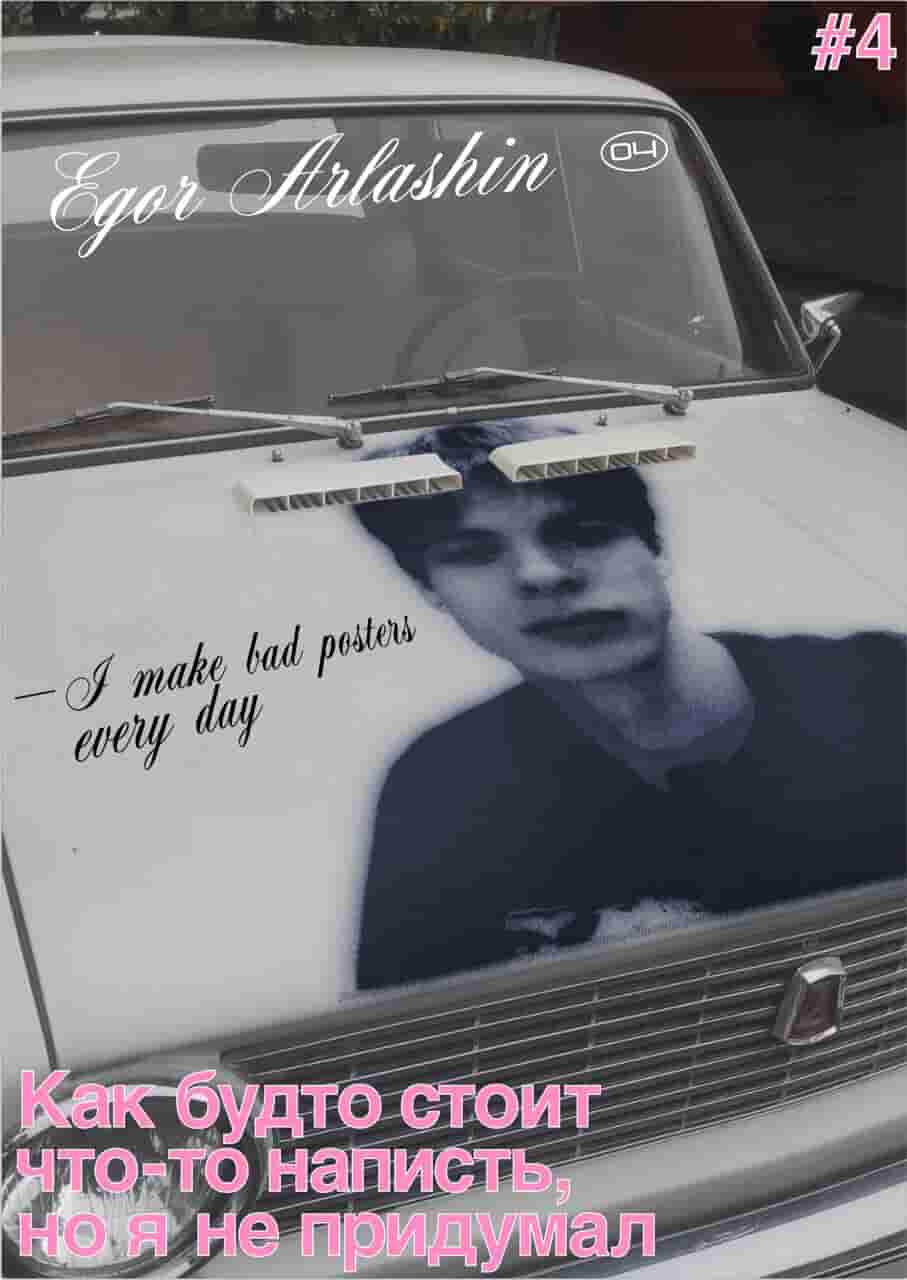 #4
Egor Arlashin
04
— I make bad posters
every day
Как будто стоит
что-то написть,
но я не придумал